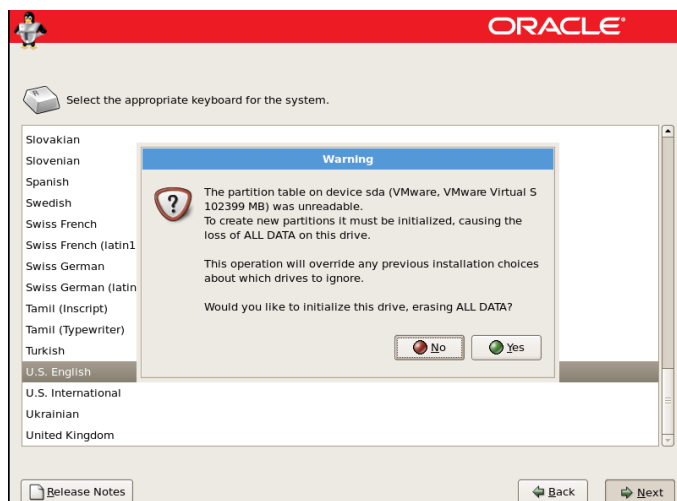 ORACLE
Select the appropriate keyboard for the system.
Slovakian
Slovenian
Spanish
Swedish
Swiss French
Swiss French (latin1
Swiss German
Swiss German (latin
Tamil (Inscript)
Tamil (Typewriter)
Turkish
U.S. English
U.S. International
Ukrainian
United Kingdom
Warning
The partition table on device sda (VMware, VMware Virtual S
102399 MB) was unreadable.
To create new partitions it must be initialized, causing the
loss of ALL DATA on this drive.
This operation will override any previous installation choices
about which drives to ignore.
Would you like to initialize this drive, erasing ALL DATA?
No
Yes
Release Notes
Back
Next